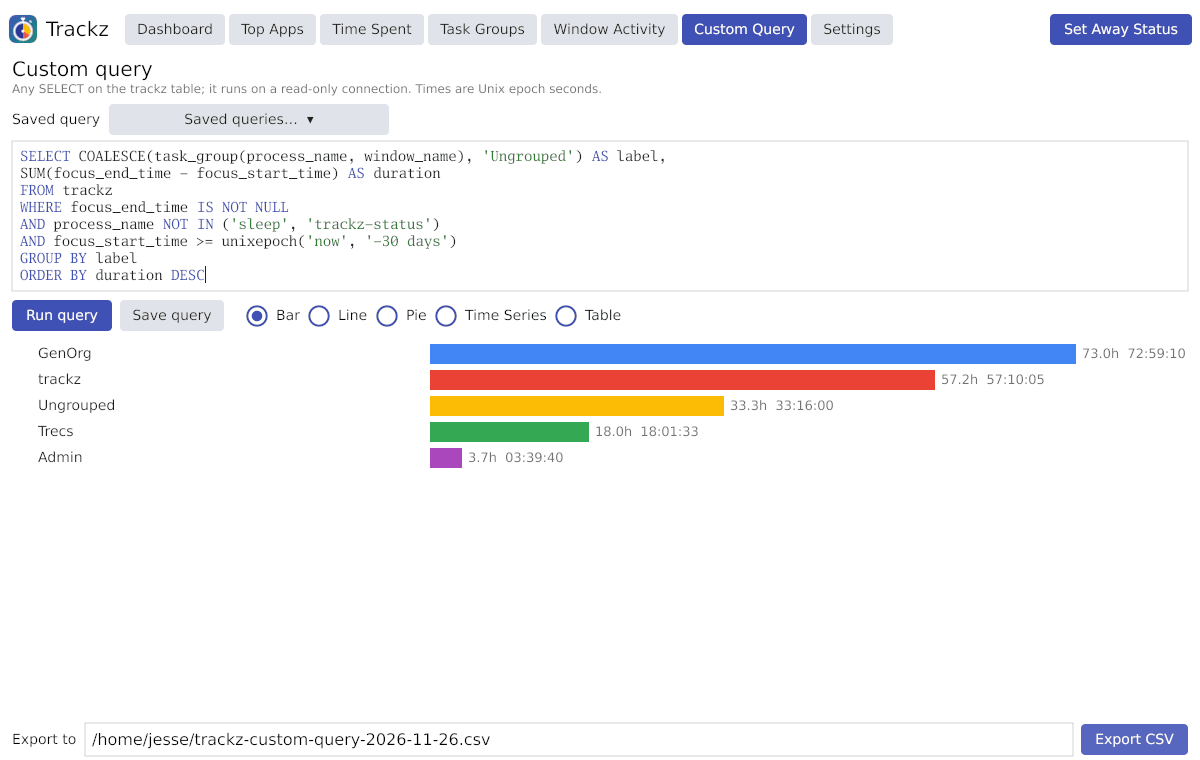 Trackz Dashboard Top Apps Time Spent Task Groups Window Activity Custom Query Settings Set Away Status
Custom query
Any SELECT on the trackz table; it runs on a read-only connection. Times are Unix epoch seconds.
Saved query Saved queries... ▾
SELECT COALESCE(task_group(process_name, window_name), 'Ungrouped') AS label,
SUM(focus_end_time - focus_start_time) AS duration
FROM trackz
WHERE focus_end_time IS NOT NULL
AND process_name NOT IN ('sleep', 'trackz-status')
AND focus_start_time >= unixepoch('now', '-30 days')
GROUP BY label
ORDER BY duration DESC
Run query Save query Bar Line Pie Time Series Table
GenOrg 73.0h 72:59:10
trackz 57.2h 57:10:05
Ungrouped 33.3h 33:16:00
Trecs 18.0h 18:01:33
Admin 3.7h 03:39:40
Export to /home/jesse/trackz-custom-query-2026-11-26.csv Export CSV